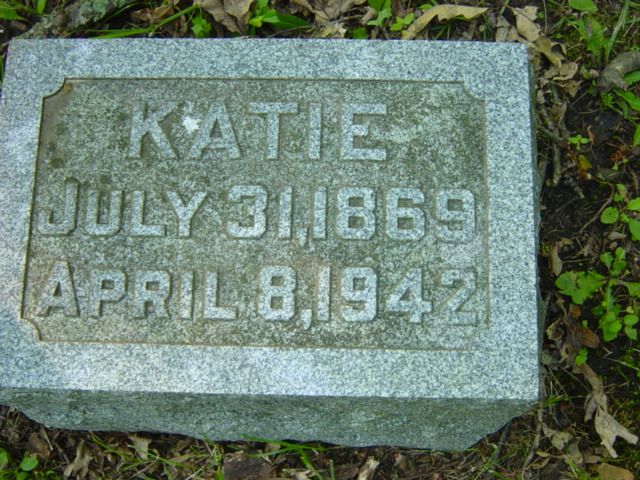 KATIE
JULY 31, 1869
APRIL 8, 1942